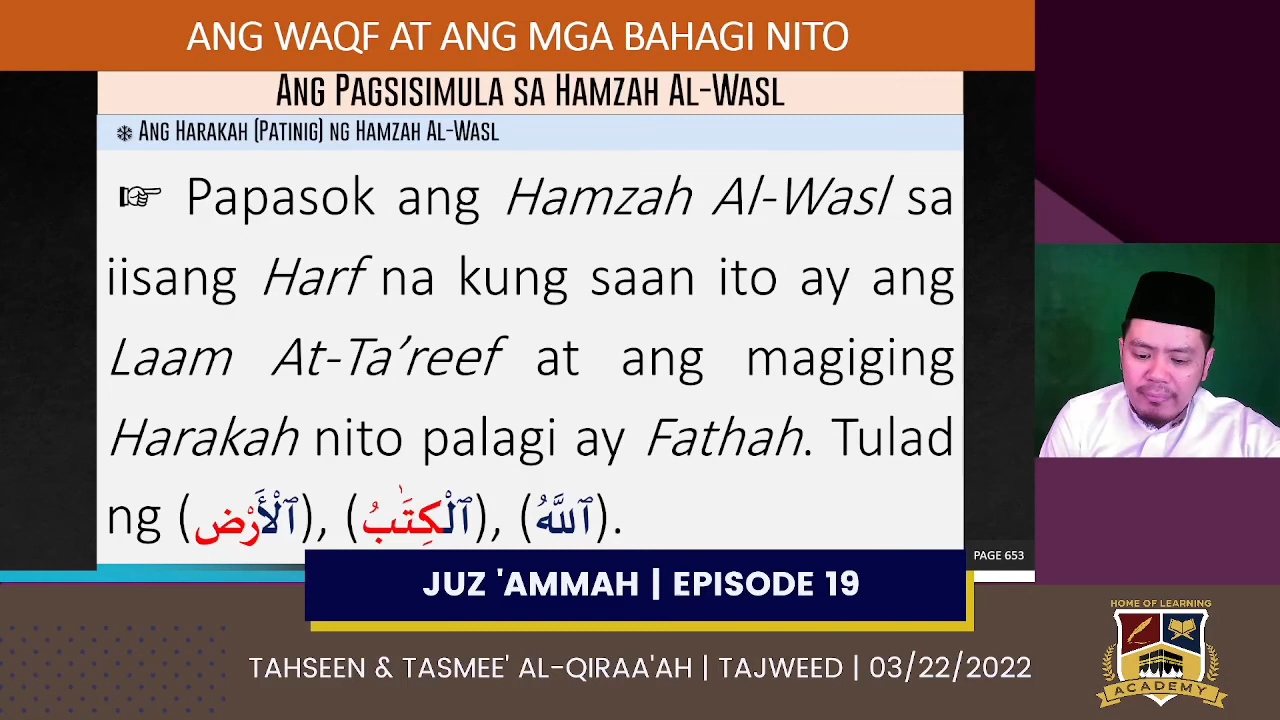 ANG WAQF AT ANG MGA BAHAGI NITO
ANG PAGSISIMULA SA HAMZAH AL-WASL
❄ ANG HARAKAH (PATINIG) NG HAMZAH AL-WASL
☞ Papasok ang Hamzah Al-Wasl sa
iisang Harf na kung saan ito ay ang
Laam At-Ta’reef at ang magiging
Harakah nito palagi ay Fathah. Tulad
ng (ٱلْأَرْض), (ٱلْكِتَٰبُ), (ٱللَّهُ).
PAGE 653
JUZ 'AMMAH | EPISODE 19
TAHSEEN & TASMEE' AL-QIRAA'AH | TAJWEED | 03/22/2022
HOME OF LEARNING
ACADEMY